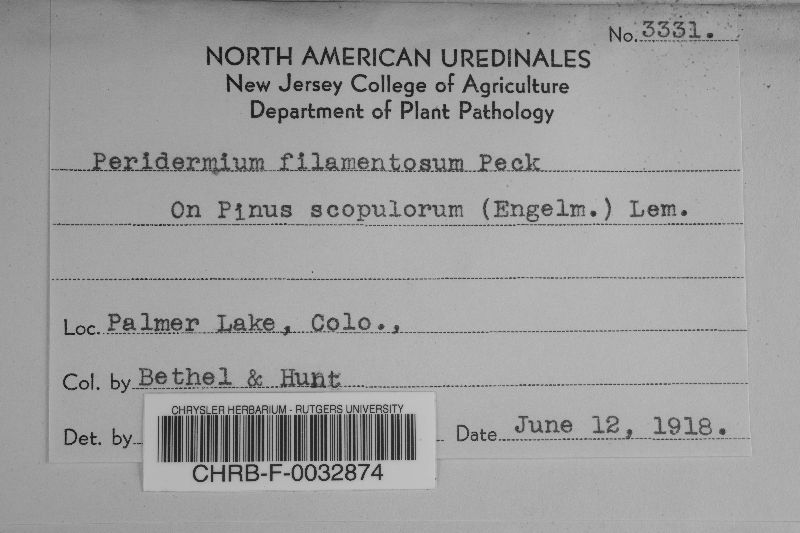 No. 3331.
NORTH AMERICAN UREDINALES
New Jersey College of Agriculture
Department of Plant Pathology
Peridermium filamentosum Peck
On Pinus scopulorum (Engelm.) Lem.
Loc. Palmer Lake, Colo.,
Col. by Bethel & Hunt
Det. by Date June 12, 1918.
CHRYSLER HERBARIUM - RUTGERS UNIVERSITY
CHRB-F-0032874